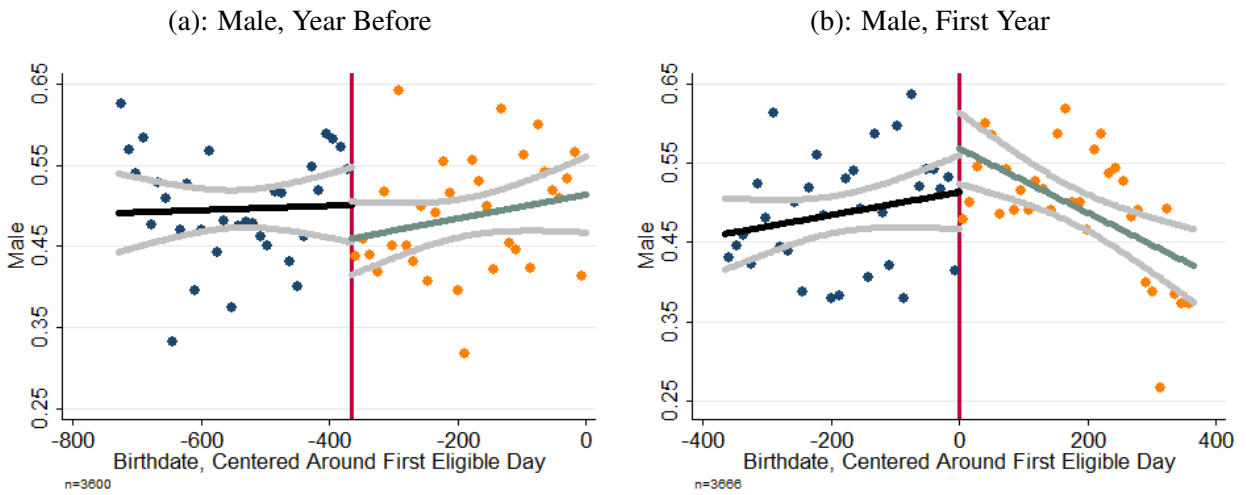 (a): Male, Year Before
0.65
0.55
0.45
0.35
0.25
Male
-800 -600 -400 -200 0
Birthdate, Centered Around First Eligible Day
n=3600
(b): Male, First Year
0.65
0.55
0.45
0.35
0.25
Male
-400 -200 0 200 400
Birthdate, Centered Around First Eligible Day
n=3666